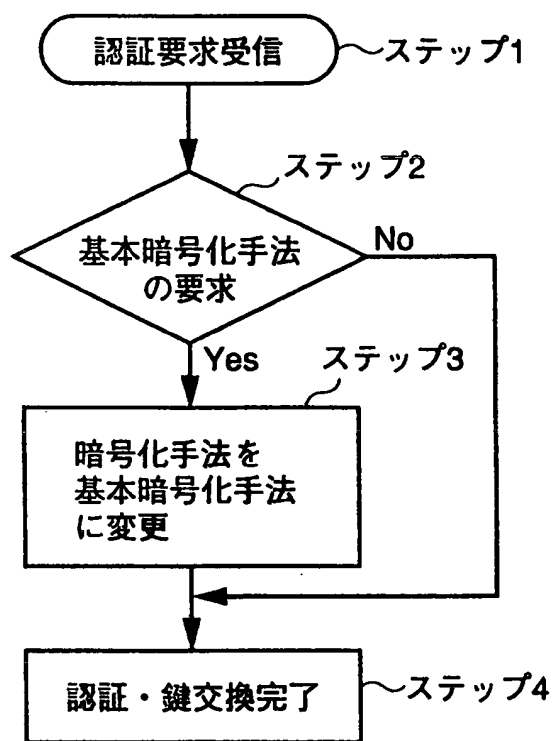 認証要求受信
ステップ1
ステップ2
基本暗号化手法
の要求
No
Yes
ステップ3
暗号化手法を
基本暗号化手法
に変更
認証・鍵交換完了
ステップ4